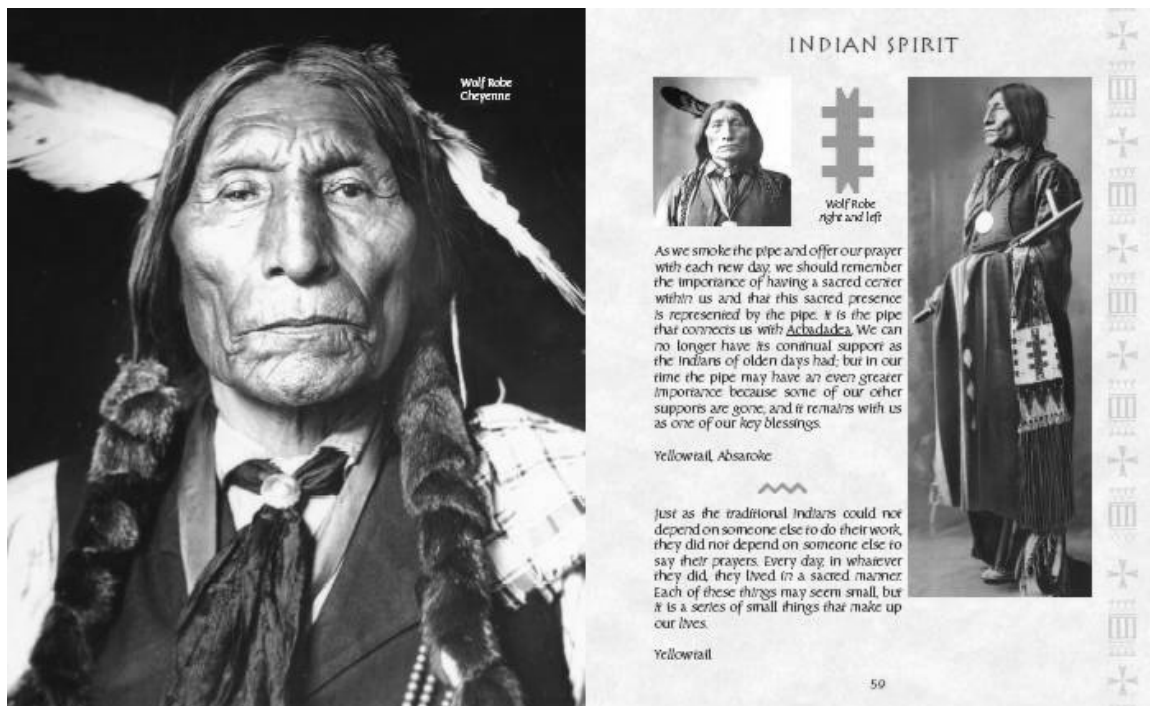 Wolf Robe
Cheyenne
INDIAN SPIRIT
Wolf Robe
right and left
As we smoke the pipe and offer our prayer
with each new day, we should remember
the importance of having a sacred center
within us and that this sacred presence
is represented by the pipe. It is the pipe
that connects us with Acbadadea. We can
no longer have its continual support as
the Indians of olden days had; but in our
time the pipe may have an even greater
importance because some of our other
supports are gone, and it remains with us
as one of our key blessings.
Yellowtail, Absaroke
Just as the traditional Indians could not
depend on someone else to do their work,
they did not depend on someone else to
say their prayers. Every day, in whatever
they did, they lived in a sacred manner.
Each of these things may seem small, but
it is a series of small things that make up
our lives.
Yellowtail
59